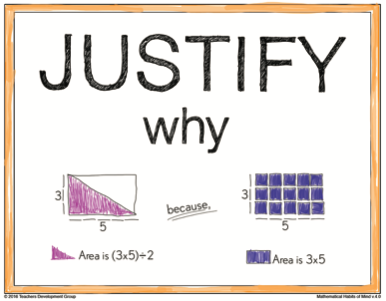 JUSTIFY
why
3
5
because.
3
5
Area is (3x5)÷2
Area is 3x5
© 2016 Teachers Development Group
Mathematical Habits of Mind v 4.0